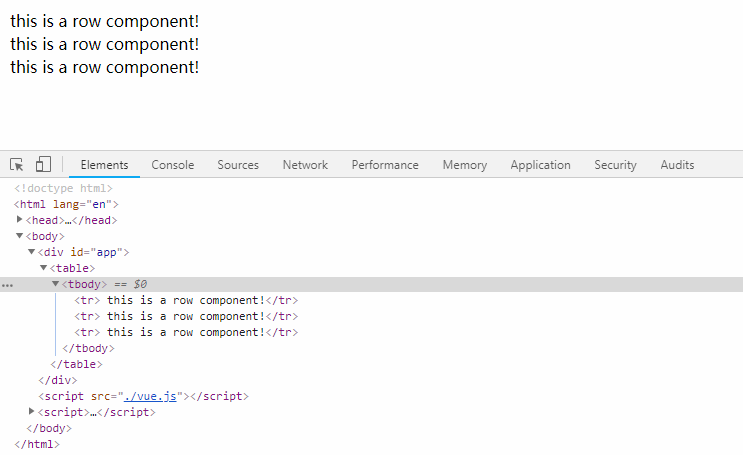 this is a row component!
this is a row component!
this is a row component!
Elements Console Sources Network Performance Memory Application Security Audits
<!doctype html>
<html lang="en">
<head>…</head>
<body>
<div id="app">
<table>
... <tbody> == $0
<tr> this is a row component!</tr>
<tr> this is a row component!</tr>
<tr> this is a row component!</tr>
</tbody>
</table>
</div>
<script src="./vue.js"></script>
<script>…</script>
</body>
</html>